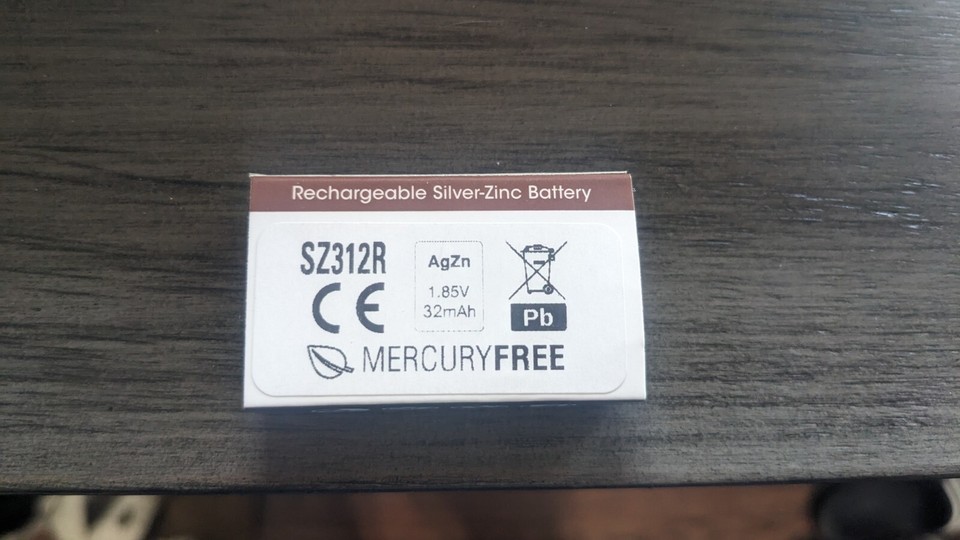 Rechargeable Silver-Zinc Battery
SZ312R
CE
AgZn
1.85V
32mAh
Pb
MERCURYFREE